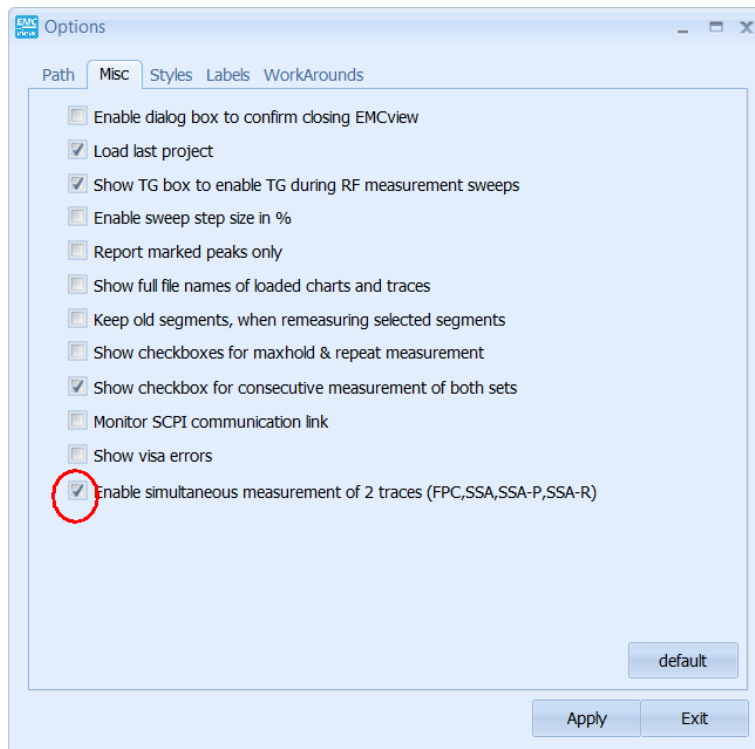 EMC
view
Options
Path Misc Styles Labels WorkArounds
Enable dialog box to confirm closing EMCview
Load last project
Show TG box to enable TG during RF measurement sweeps
Enable sweep step size in %
Report marked peaks only
Show full file names of loaded charts and traces
Keep old segments, when remeasuring selected segments
Show checkboxes for maxhold & repeat measurement
Show checkbox for consecutive measurement of both sets
Monitor SCPI communication link
Show visa errors
Enable simultaneous measurement of 2 traces (FPC,SSA,SSA-P,SSA-R)
default
Apply Exit